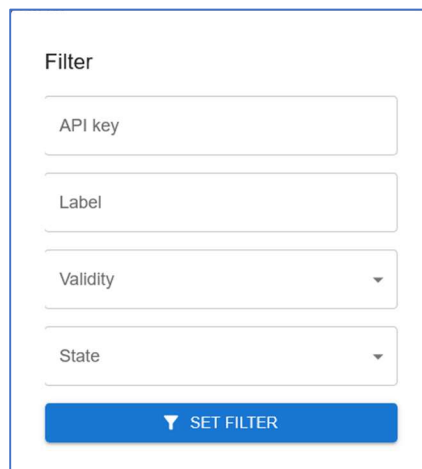 Filter
API key
Label
Validity
State
SET FILTER